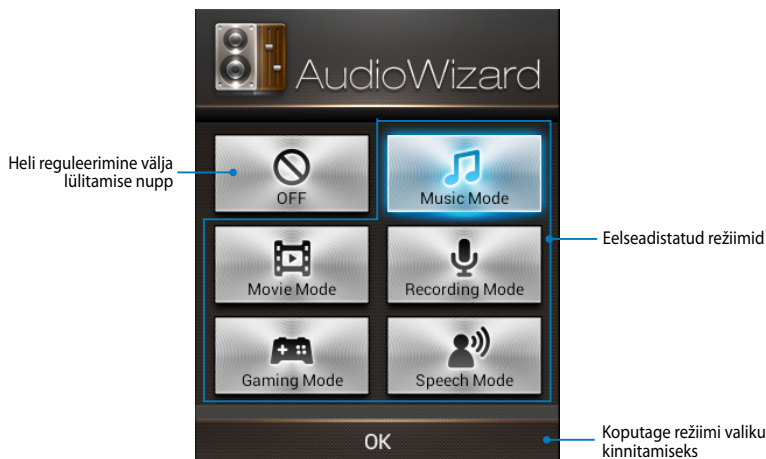 AudioWizard
Heli reguleerimine välja
lülitamise nupp
OFF
Music Mode
Eelseadistatud režiimid
Movie Mode
Recording Mode
Gaming Mode
Speech Mode
OK
Koputage režiimi valiku
kinnitamiseks